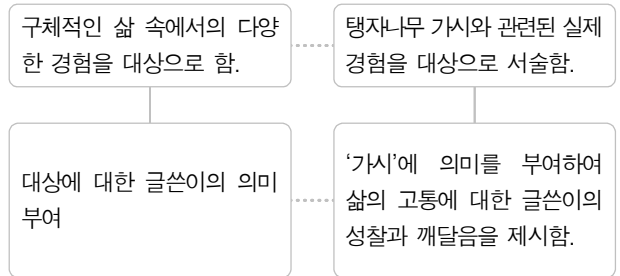 구체적인 삶 속에서의 다양
한 경험을 대상으로 함.
탱자나무 가시와 관련된 실제
경험을 대상으로 서술함.
대상에 대한 글쓴이의 의미
부여
‘가시’에 의미를 부여하여
삶의 고통에 대한 글쓴이의
성찰과 깨달음을 제시함.